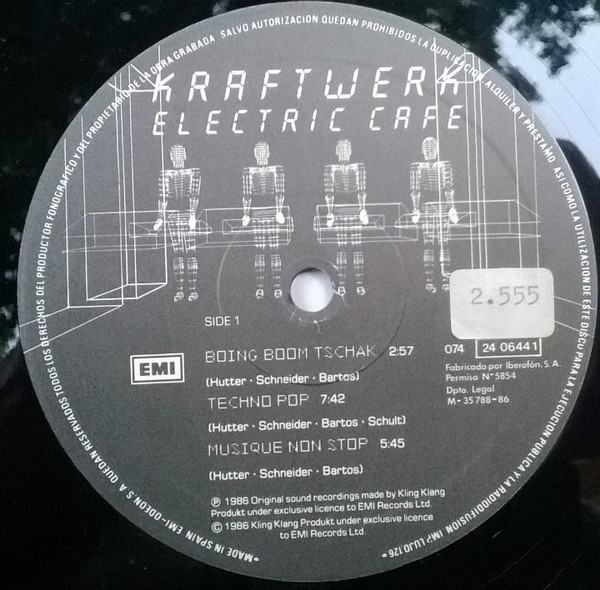 TODOS LOS DERECHOS DEL PRODUCTOR FONOGRAFICO Y DEL PROPIETARIO DE LA OBRA GRABADA SALVO AUTORIZACION QUEDAN PROHIBIDOS LA DUPLICACION ALQUILER Y PRESTAMO ASI COMO LA UTILIZACION DE ESTE DISCO PARA LA EJECUCION PUBLICA Y LA RADIODIFUSION IMP LUJO 126 •
• MADE IN SPAIN EMI-ODEON S A QUEDAN RESERVADOS
KRAFTWERK
ELECTRIC CAFE
2.555
SIDE 1
EMI
BOING BOOM TSCHAK 2:57
(Hutter · Schneider · Bartos)
TECHNO POP 7:42
(Hutter · Schneider · Bartos · Schult)
MUSIQUE NON STOP 5:45
(Hutter · Schneider · Bartos)
074 24 06441
Fabricado por Iberofón, S.A.
Permiso N° 5854
Dpto. Legal
M-35788-86
℗ 1986 Original sound recordings made by Kling Klang
Produkt under exclusive licence to EMI Records Ltd.
© 1986 Kling Klang Produkt under exclusive licence
to EMI Records Ltd.